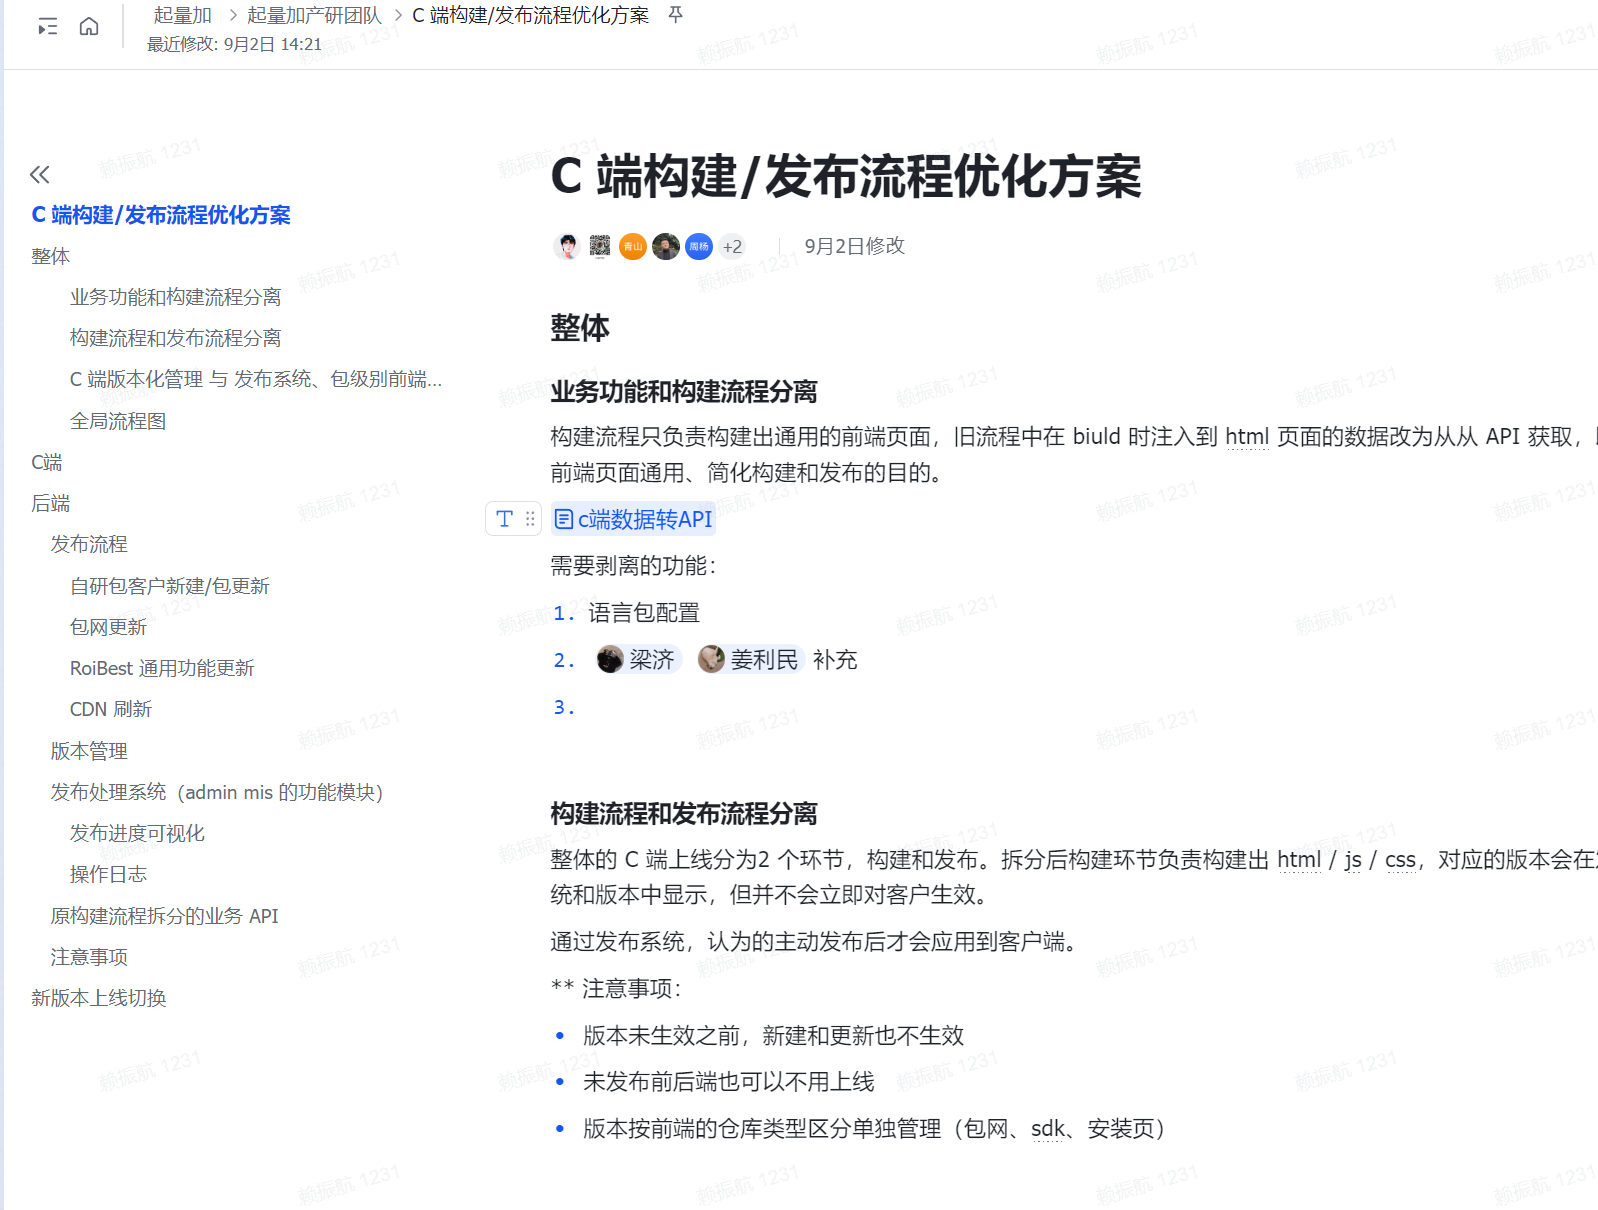 起量加 > 起量加产研团队 > C 端构建/发布流程优化方案
最近修改: 9月2日 14:21
C 端构建/发布流程优化方案
整体
业务功能和构建流程分离
构建流程和发布流程分离
C 端版本化管理 与 发布系统、包级别前端...
全局流程图
C端
后端
发布流程
自研包客户新建/包更新
包网更新
RoiBest 通用功能更新
CDN 刷新
版本管理
发布处理系统（admin mis 的功能模块）
发布进度可视化
操作日志
原构建流程拆分的业务 API
注意事项
新版本上线切换
C 端构建/发布流程优化方案
青山 周杨 +2 9月2日修改
整体
业务功能和构建流程分离
构建流程只负责构建出通用的前端页面，旧流程中在 biuld 时注入到 html 页面的数据改为从从 API 获取，
前端页面通用、简化构建和发布的目的。
c端数据转API
需要剥离的功能：
1. 语言包配置
2. 梁济 姜利民 补充
3.
构建流程和发布流程分离
整体的 C 端上线分为2 个环节，构建和发布。拆分后构建环节负责构建出 html / js / css，对应的版本会在
统和版本中显示，但并不会立即对客户生效。
通过发布系统，认为的主动发布后才会应用到客户端。
** 注意事项：
• 版本未生效之前，新建和更新也不生效
• 未发布前后端也可以不用上线
• 版本按前端的仓库类型区分单独管理（包网、sdk、安装页）
赖振航 1231